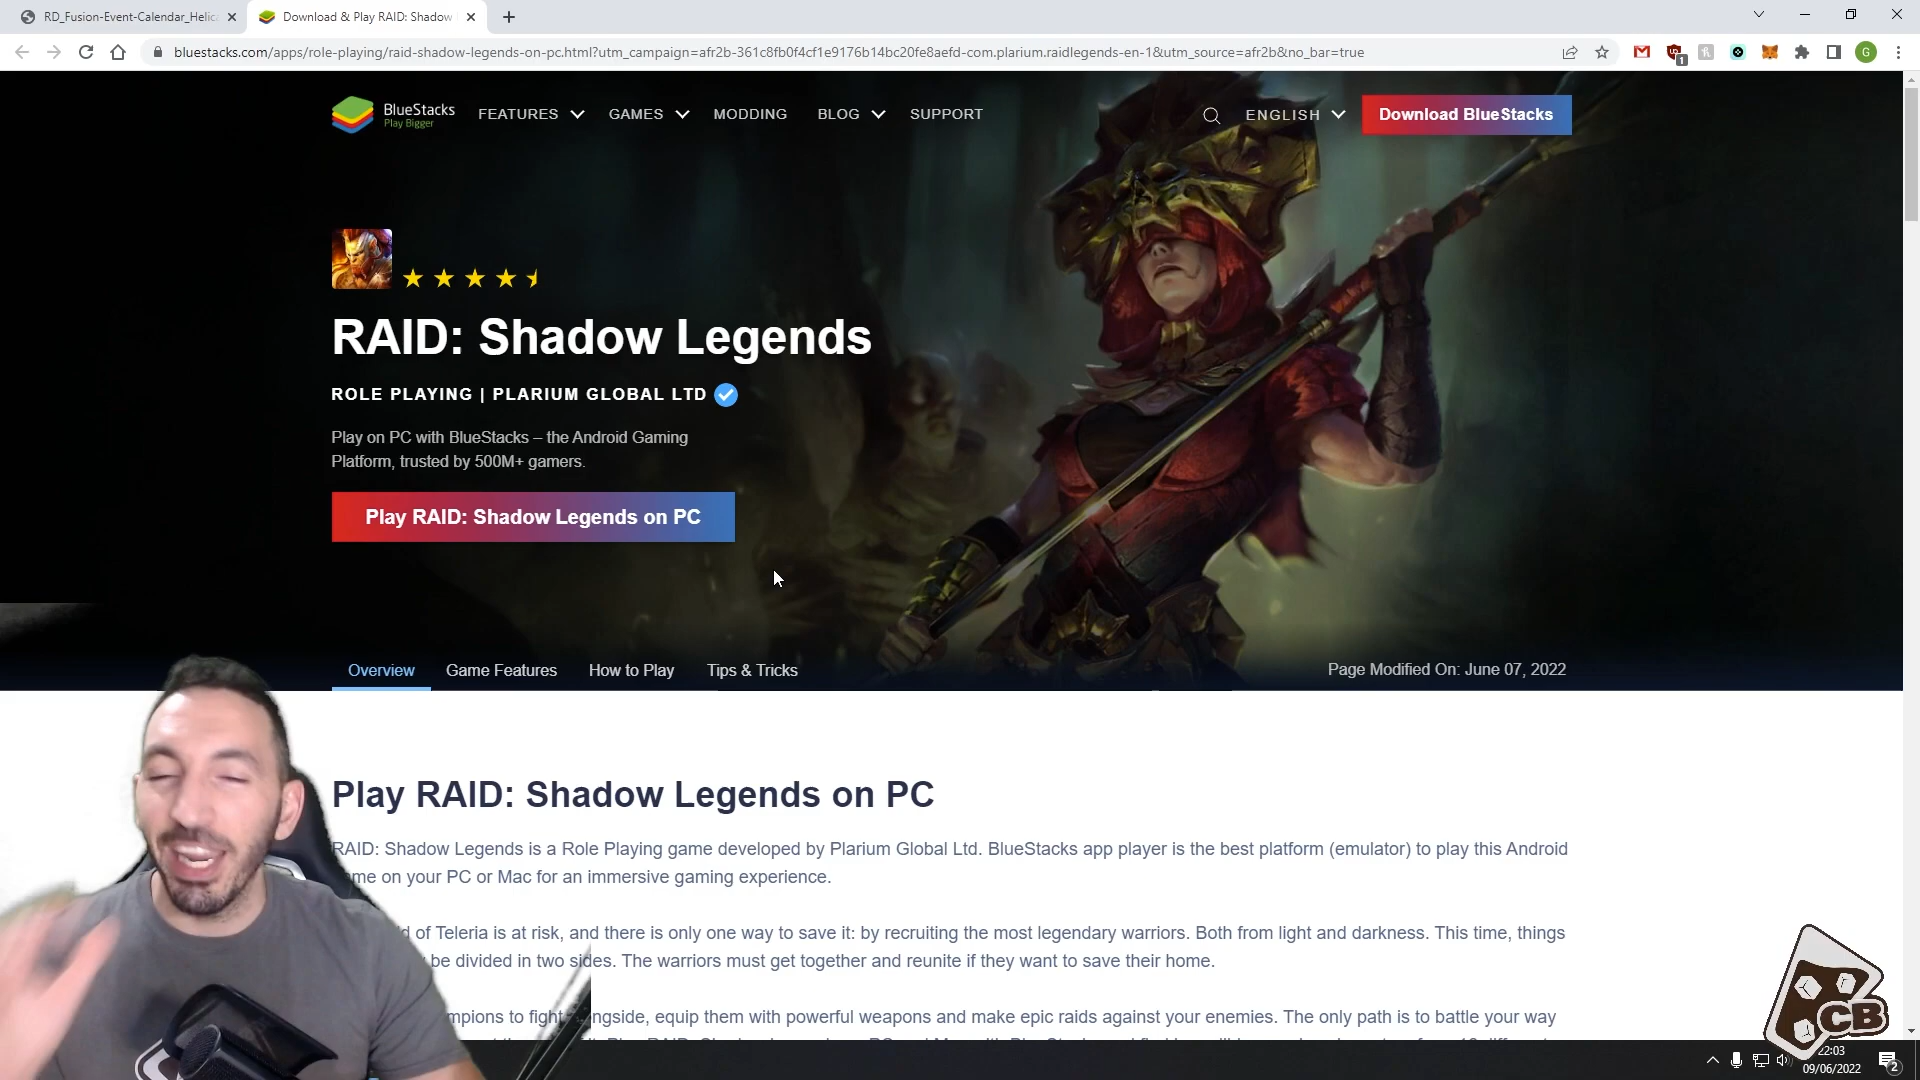 RD_Fusion-Event-Calendar_Helic
Download & Play RAID: Shadow
bluestacks.com/apps/role-playing/raid-shadow-legends-on-pc.html?utm_campaign=afr2b-361c8fb0f4cf1e9176b14bc20fe8aefd-com.plarium.raidlegends-en-1&utm_source=afr2b&no_bar=true
1
G
BlueStacks
Play Bigger
FEATURES GAMES MODDING BLOG SUPPORT
ENGLISH
Download BlueStacks
RAID: Shadow Legends
ROLE PLAYING | PLARIUM GLOBAL LTD
Play on PC with BlueStacks – the Android Gaming
Platform, trusted by 500M+ gamers.
Play RAID: Shadow Legends on PC
Overview Game Features How to Play Tips & Tricks
Page Modified On: June 07, 2022
Play RAID: Shadow Legends on PC
RAID: Shadow Legends is a Role Playing game developed by Plarium Global Ltd. BlueStacks app player is the best platform (emulator) to play this Android
me on your PC or Mac for an immersive gaming experience.
d of Teleria is at risk, and there is only one way to save it: by recruiting the most legendary warriors. Both from light and darkness. This time, things
be divided in two sides. The warriors must get together and reunite if they want to save their home.
mpions to fight ngside, equip them with powerful weapons and make epic raids against your enemies. The only path is to battle your way
CB
22:03
09/06/2022
2